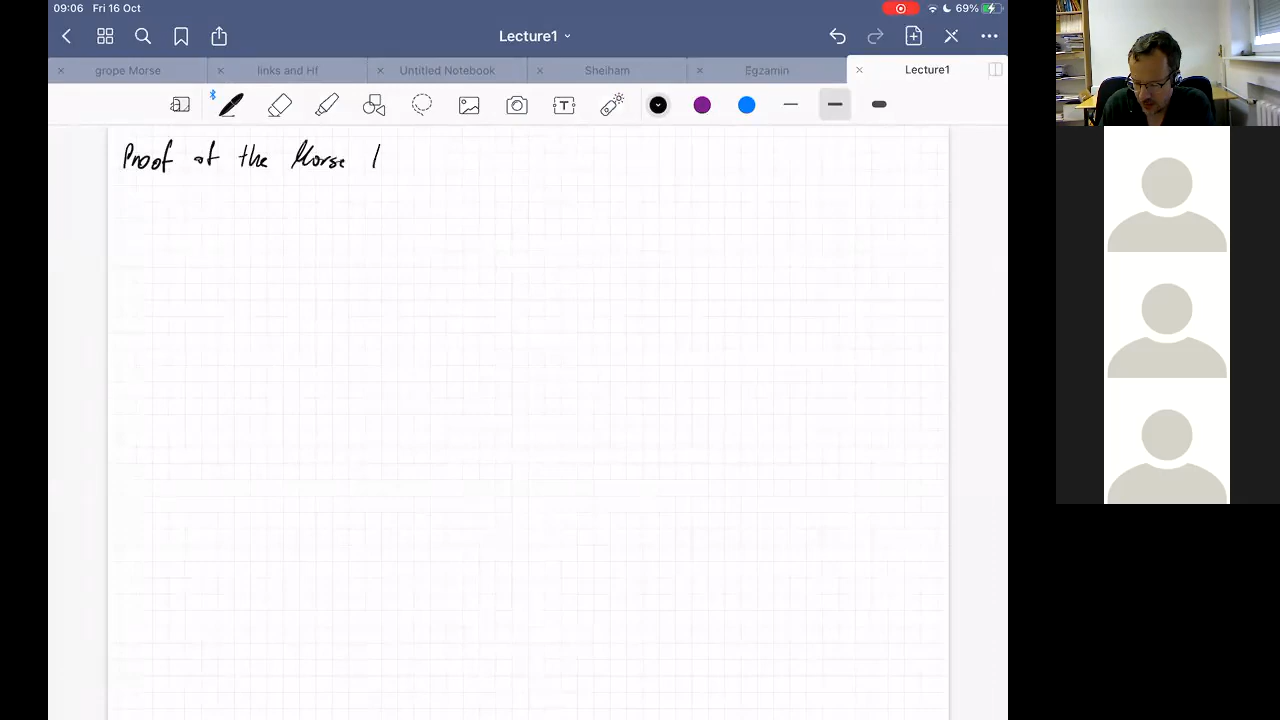 09:06 Fri 16 Oct 69%
Lecture1
grope Morse links and Hf Untitled Notebook Sheiham Egzamin Lecture1
T
Proof of the Morse l